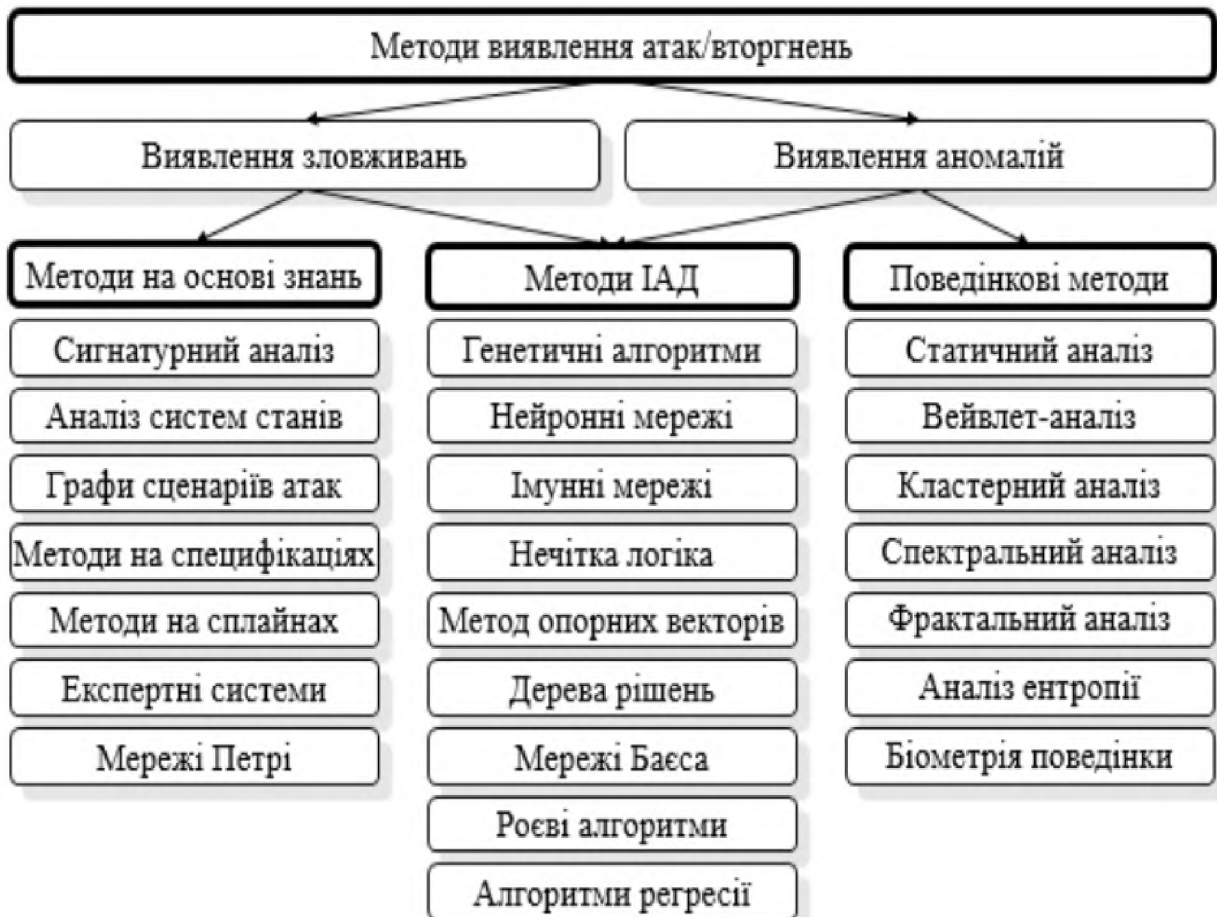 Методи виявлення атак/вторгнень
Виявлення зловживань
Виявлення аномалій
Методи на основі знань
Сигнатурний аналіз
Аналіз систем станів
Графи сценаріїв атак
Методи на специфікаціях
Методи на сплайнах
Експертні системи
Мережі Петрі
Методи ІАД
Генетичні алгоритми
Нейронні мережі
Імунні мережі
Нечітка логіка
Метод опорних векторів
Дерева рішень
Мережі Баєса
Роєві алгоритми
Алгоритми регресії
Поведінкові методи
Статичний аналіз
Вейвлет-аналіз
Кластерний аналіз
Спектральний аналіз
Фрактальний аналіз
Аналіз ентропії
Біометрія поведінки